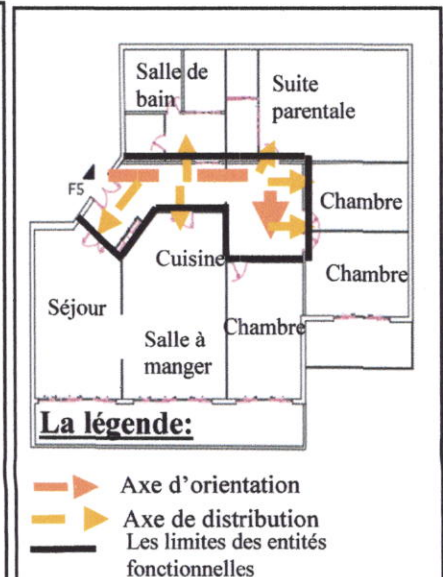 Salle de
bain
Suite
parentale
F5
Chambre
Cuisine
Chambre
Séjour
Chambre
Salle à
manger
La légende:
Axe d'orientation
Axe de distribution
Les limites des entités
fonctionnelles